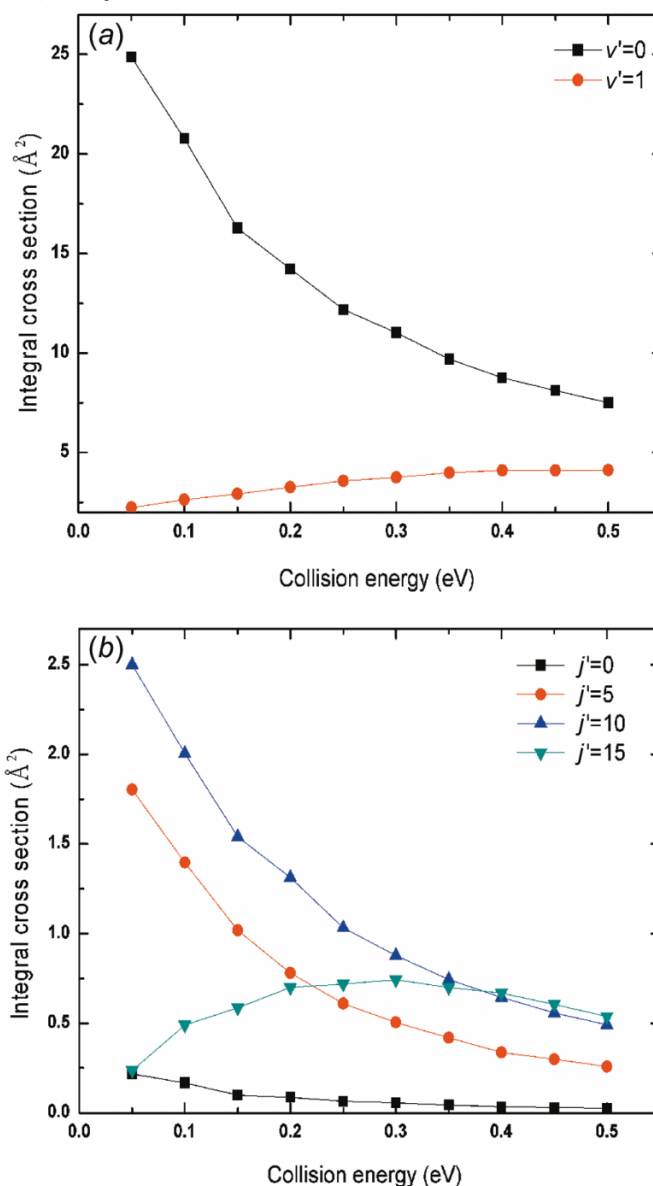 (a)
v'=0
v'=1
25
20
15
10
5
Integral cross section (Å²)
0.0 0.1 0.2 0.3 0.4 0.5
Collision energy (eV)
(b)
j'=0
j'=5
j'=10
j'=15
2.5
2.0
1.5
1.0
0.5
0.0
Integral cross section (Å²)
0.0 0.1 0.2 0.3 0.4 0.5
Collision energy (eV)